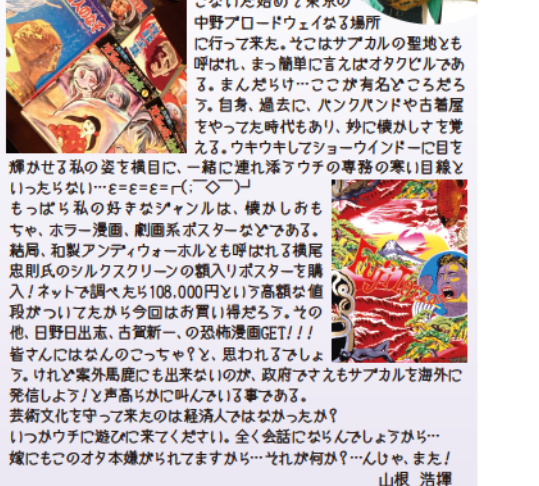 こないだ始めて東京の
中野ブロードウェイなる場所
に行って来た。そこはサブカルの聖地とも
呼ばれ、まっ簡単に言えばオタクビルであ
る。まんだらけ…ここが有名どころだろ
う。自身、過去に、パンクバンドや古着屋
をやってた時代もあり、妙に懐かしさを覚
える。ウキウキしてショーウインドーに目を
輝かせる私の姿を横目に、一緒に連れ添うウチの専務の寒い目線と
いったらない…ε=ε=ε=┌(;￣◇￣)┘
もっぱら私の好きなジャンルは、懐かしおも
ちゃ、ホラー漫画、劇画系ポスターなどである。
結局、和製アンディウォーホルとも呼ばれる横尾
忠則氏のシルクスクリーンの額入りポスターを購
入！ネットで調べたら108,000円という高額な値
段がついてたから今回はお買い得だろう。その
他、日野日出志、古賀新一、の恐怖漫画GET!!!
皆さんにはなんのこっちゃ?と、思われるでしょ
う。けれど案外馬鹿にも出来ないのが、政府でさえもサブカルを海外に
発信しよう!と声高らかに叫んでいる事である。
芸術文化を守って来たのは経済人ではなかったか?
いつかウチに遊びに来てください。全く会話にならんでしょうから…
嫁にもこのオタ本嫌がられてますから…それが何か?…んじゃ、また!
山根 浩揮
Fuji